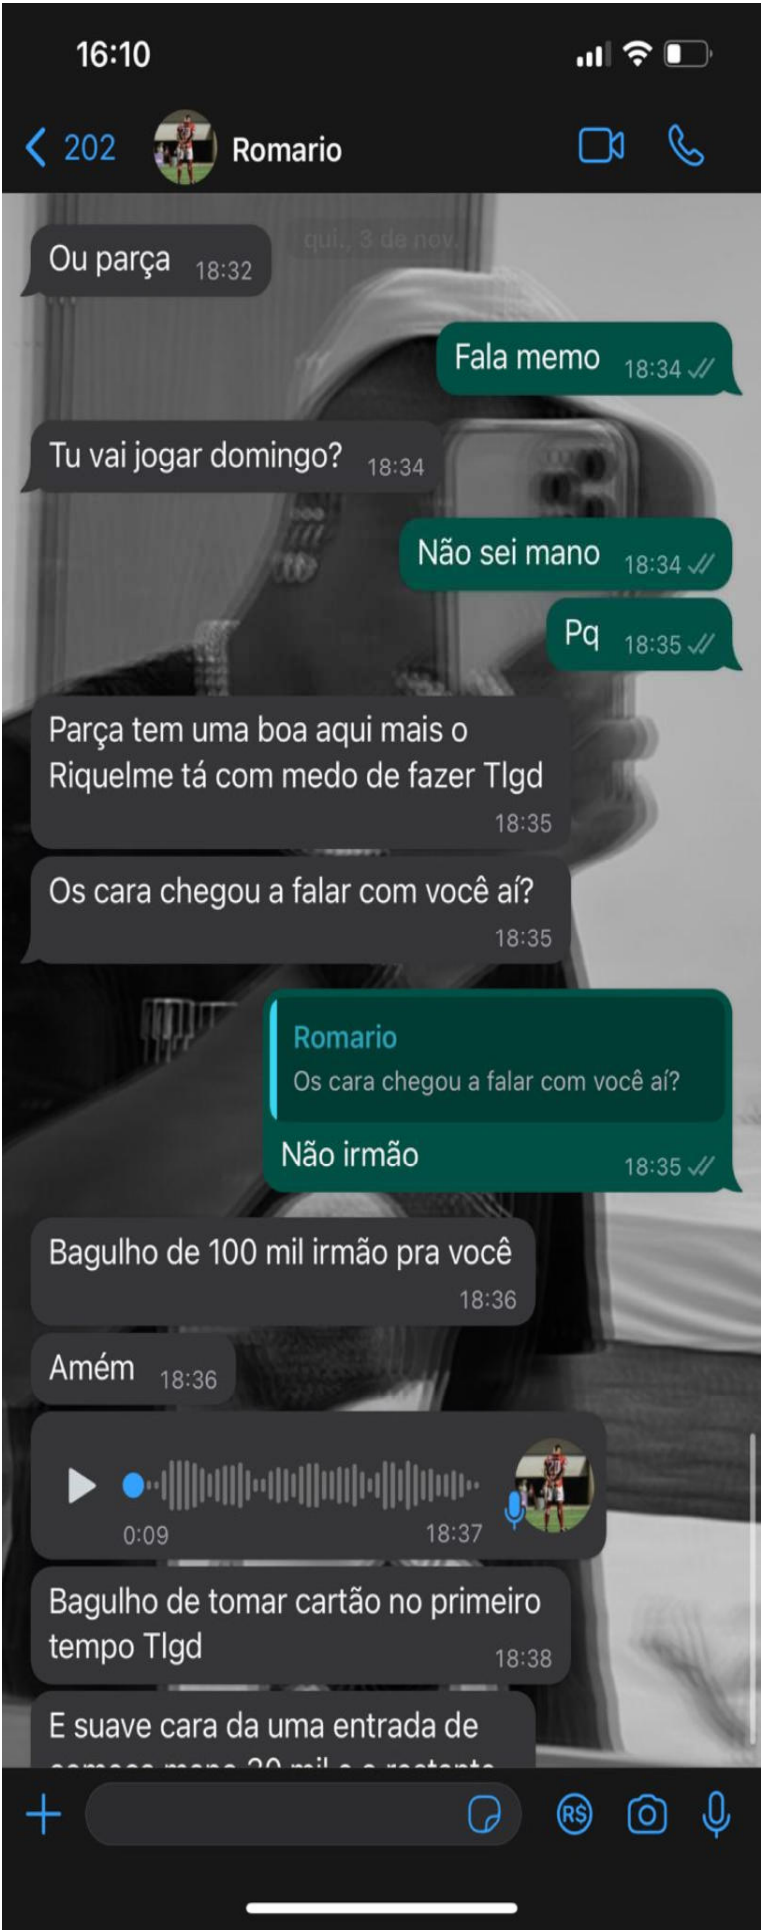 16:10
202
Romario
qui., 3 de nov.
Ou parça 18:32
Fala memo 18:34
Tu vai jogar domingo? 18:34
Não sei mano 18:34
Pq 18:35
Parça tem uma boa aqui mais o
Riquelme tá com medo de fazer Tlgd
18:35
Os cara chegou a falar com você aí?
18:35
Romario
Os cara chegou a falar com você aí?
Não irmão 18:35
Bagulho de 100 mil irmão pra você
18:36
Amém 18:36
0:09 18:37
Bagulho de tomar cartão no primeiro
tempo Tlgd 18:38
E suave cara da uma entrada de
R$